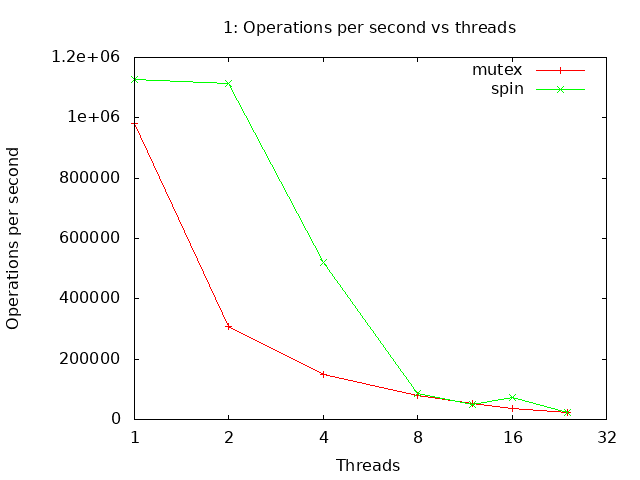 1: Operations per second vs threads
mutex
spin
1.2e+06
1e+06
800000
600000
400000
200000
0
Operations per second
1 2 4 8 16 32
Threads